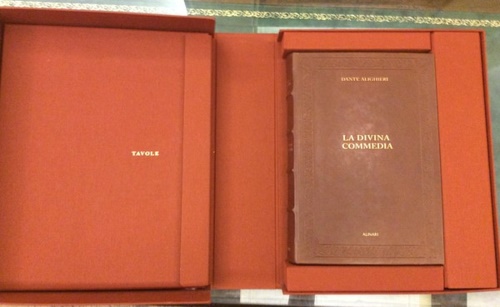 TAVOLE
DANTE ALIGHIERI
LA DIVINA
COMMEDIA